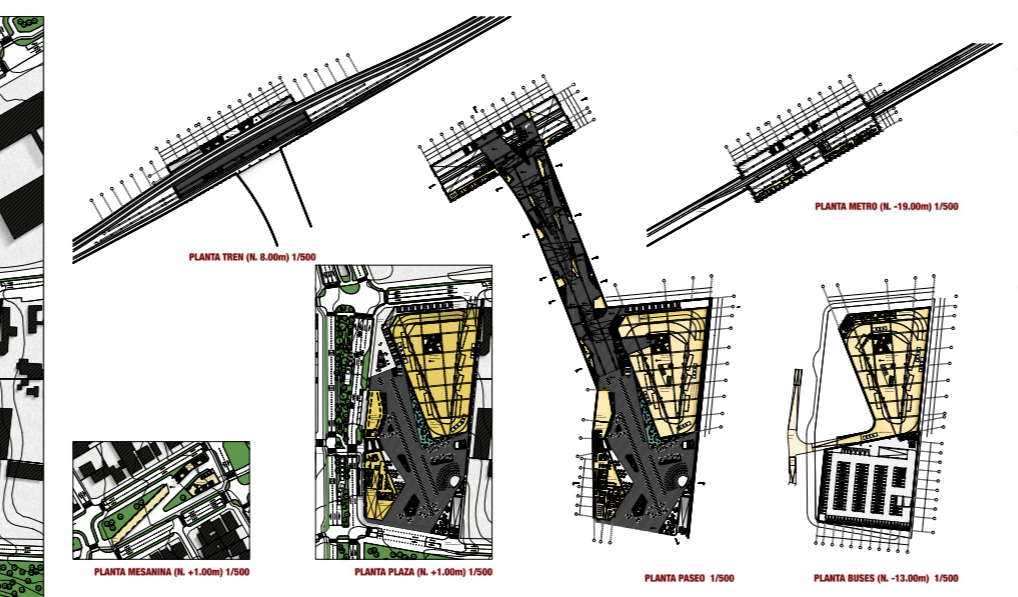 PLANTA METRO (N. -19.00m) 1/500
PLANTA TREN (N. 8.00m) 1/500
PLANTA MESANINA (N. +1.00m) 1/500
PLANTA PLAZA (N. +1.00m) 1/500
PLANTA PASEO 1/500
PLANTA BUSES (N. -13.00m) 1/500